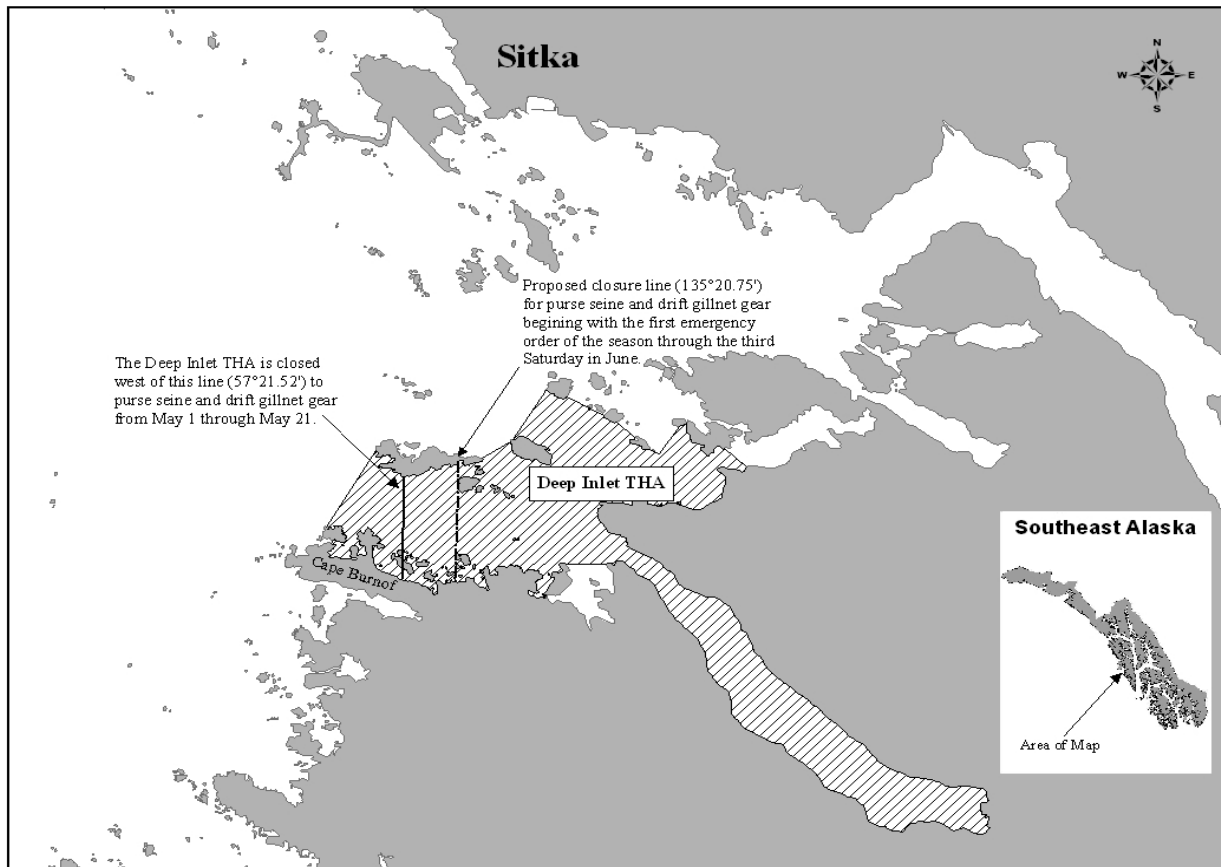 Sitka
N
W E
S
Proposed closure line (135°20.75')
for purse seine and drift gillnet gear
begining with the first emergency
order of the season through the third
Saturday in June.
The Deep Inlet THA is closed
west of this line (57°21.52') to
purse seine and drift gillnet gear
from May 1 through May 21.
Deep Inlet THA
Cape Burnof
Southeast Alaska
Area of Map